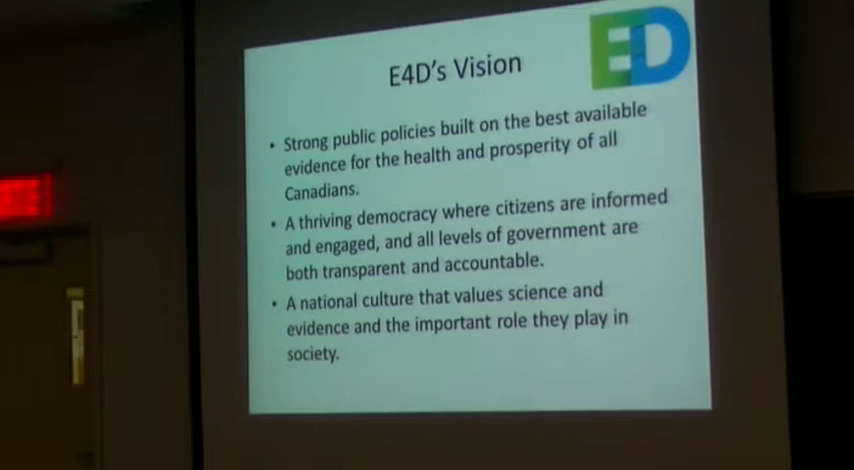 E4D's Vision
ED
• Strong public policies built on the best available
evidence for the health and prosperity of all
Canadians.
• A thriving democracy where citizens are informed
and engaged, and all levels of government are
both transparent and accountable.
• A national culture that values science and
evidence and the important role they play in
society.